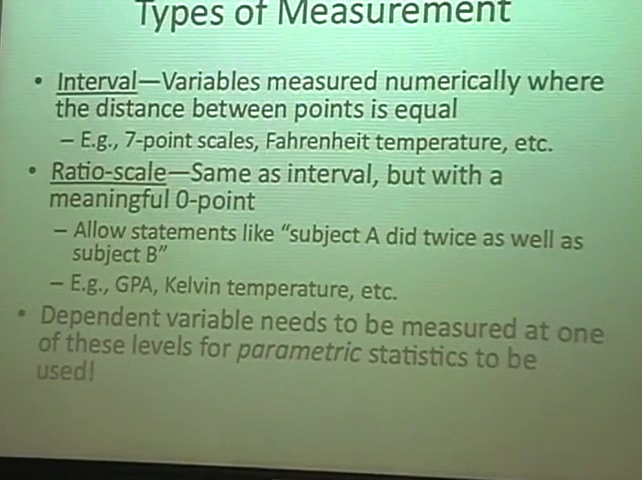 Types of Measurement
• Interval—Variables measured numerically where
the distance between points is equal
– E.g., 7-point scales, Fahrenheit temperature, etc.
• Ratio-scale—Same as interval, but with a
meaningful 0-point
– Allow statements like “subject A did twice as well as
subject B”
– E.g., GPA, Kelvin temperature, etc.
• Dependent variable needs to be measured at one
of these levels for parametric statistics to be
used!